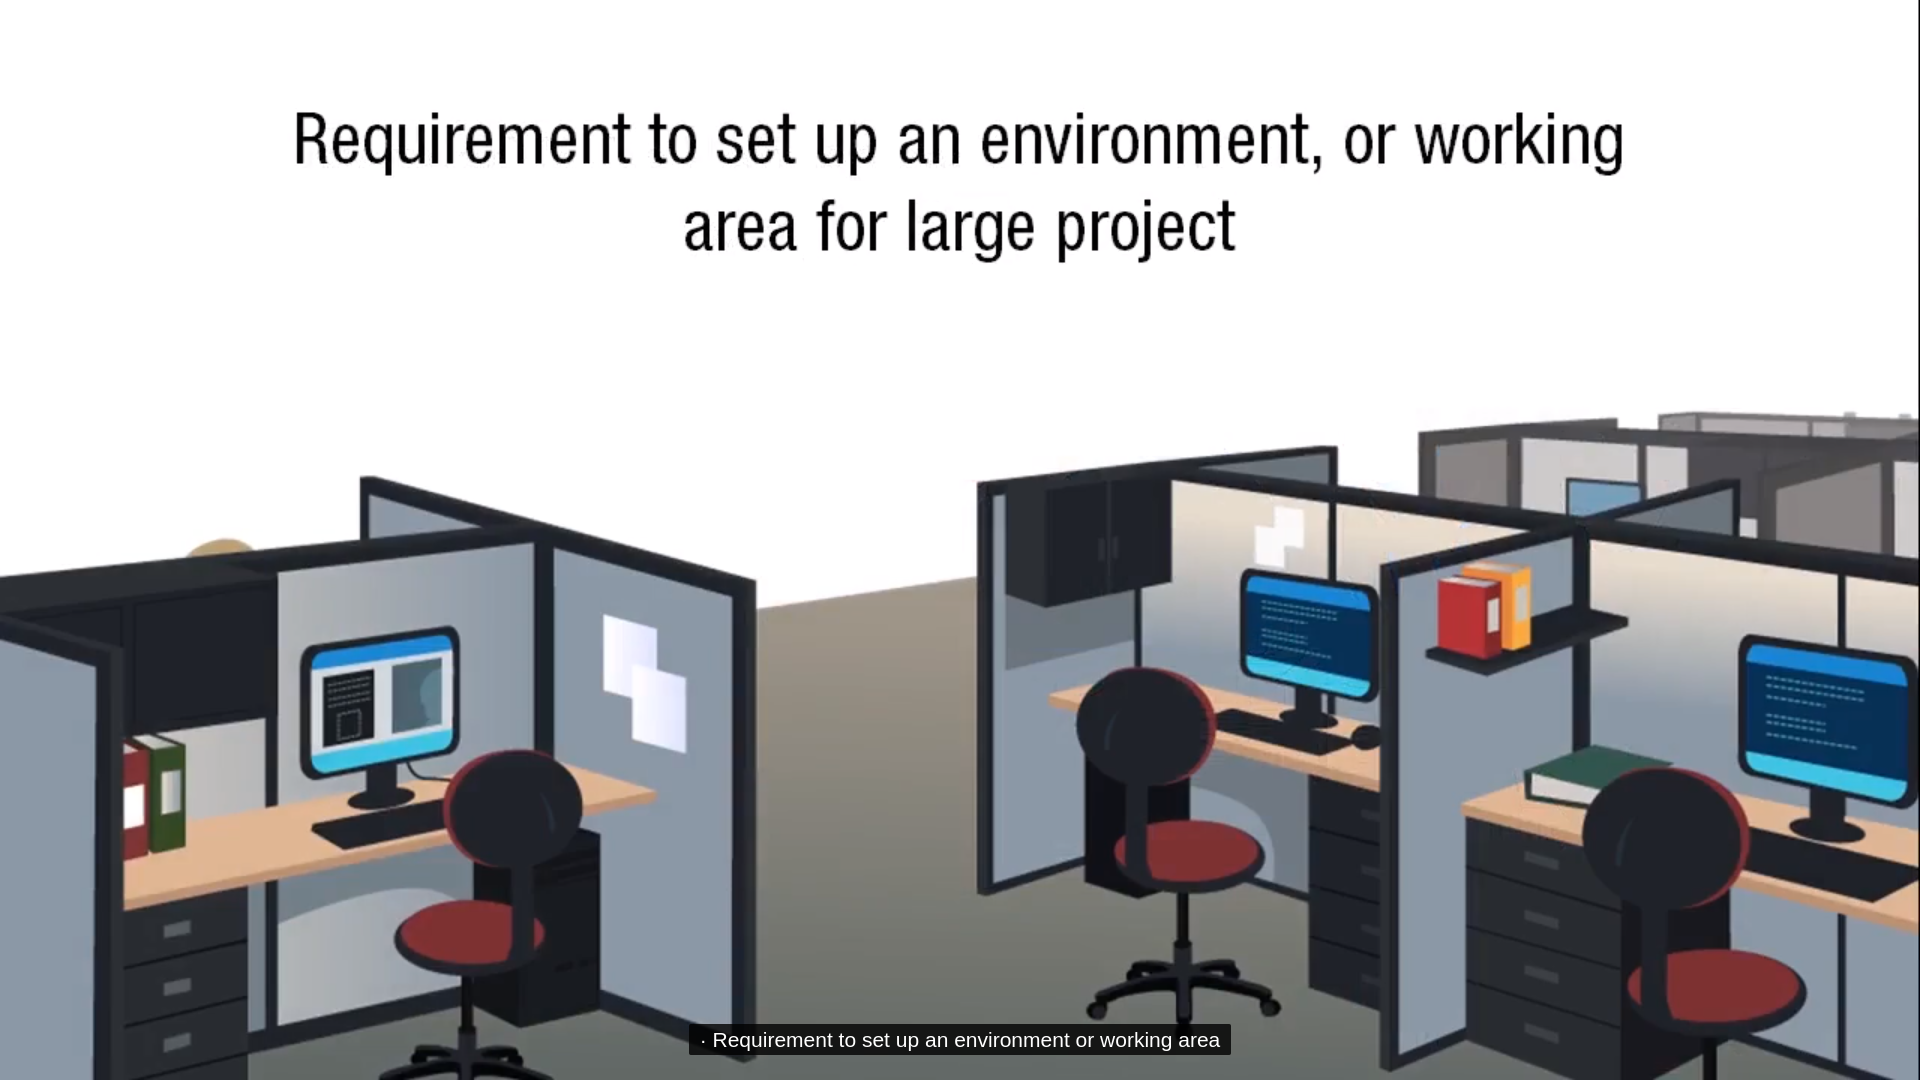 Requirement to set up an environment, or working
area for large project
· Requirement to set up an environment or working area